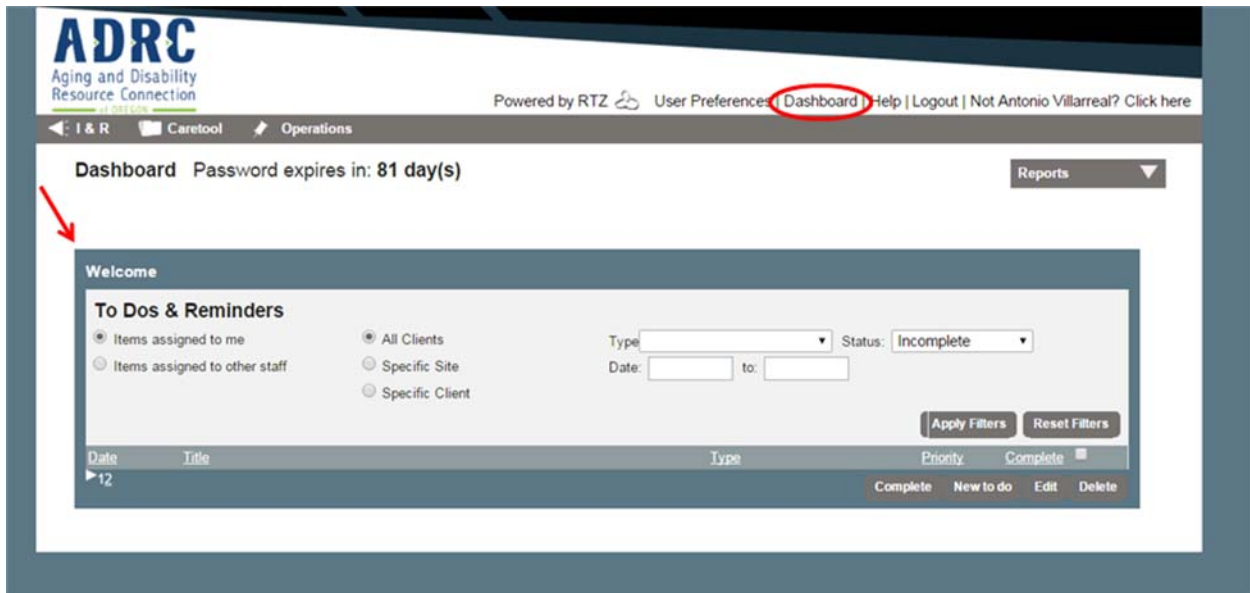 ADRC
Aging and Disability
Resource Connection
of OREGON
Powered by RTZ User Preferences | Dashboard | Help | Logout | Not Antonio Villarreal? Click here
I & R Caretool Operations
Dashboard Password expires in: 81 day(s)
Reports
Welcome
To Dos & Reminders
Items assigned to me All Clients Type Status: Incomplete
Items assigned to other staff Specific Site Date: to:
Specific Client
Apply Filters Reset Filters
Date Title Type Priority Complete
12
Complete New to do Edit Delete